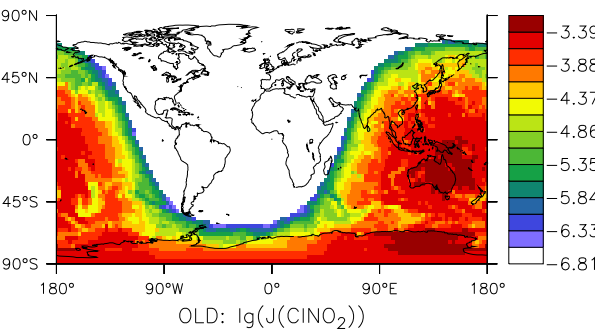 90°N
45°N
0°
45°S
90°S
180° 90°W 0° 90°E 180°
-3.39
-3.88
-4.37
-4.86
-5.35
-5.84
-6.33
-6.81
OLD: lg(J(ClNO₂))